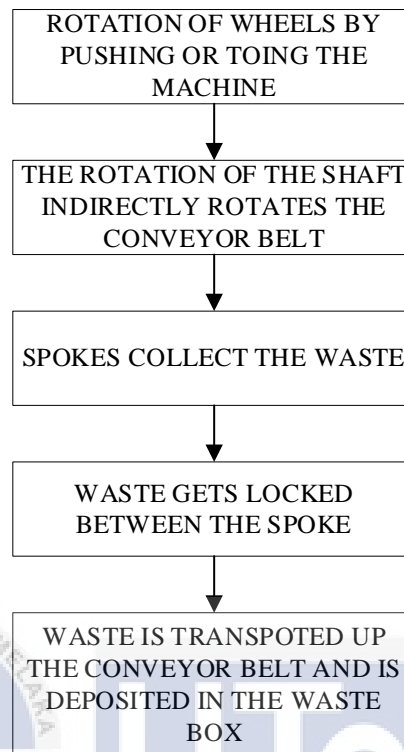 ROTATION OF WHEELS BY
PUSHING OR TOING THE
MACHINE
THE ROTATION OF THE SHAFT
INDIRECTLY ROTATES THE
CONVEYOR BELT
SPOKES COLLECT THE WASTE
WASTE GETS LOCKED
BETWEEN THE SPOKE
WASTE IS TRANSPOTED UP
THE CONVEYOR BELT AND IS
DEPOSITED IN THE WASTE
BOX